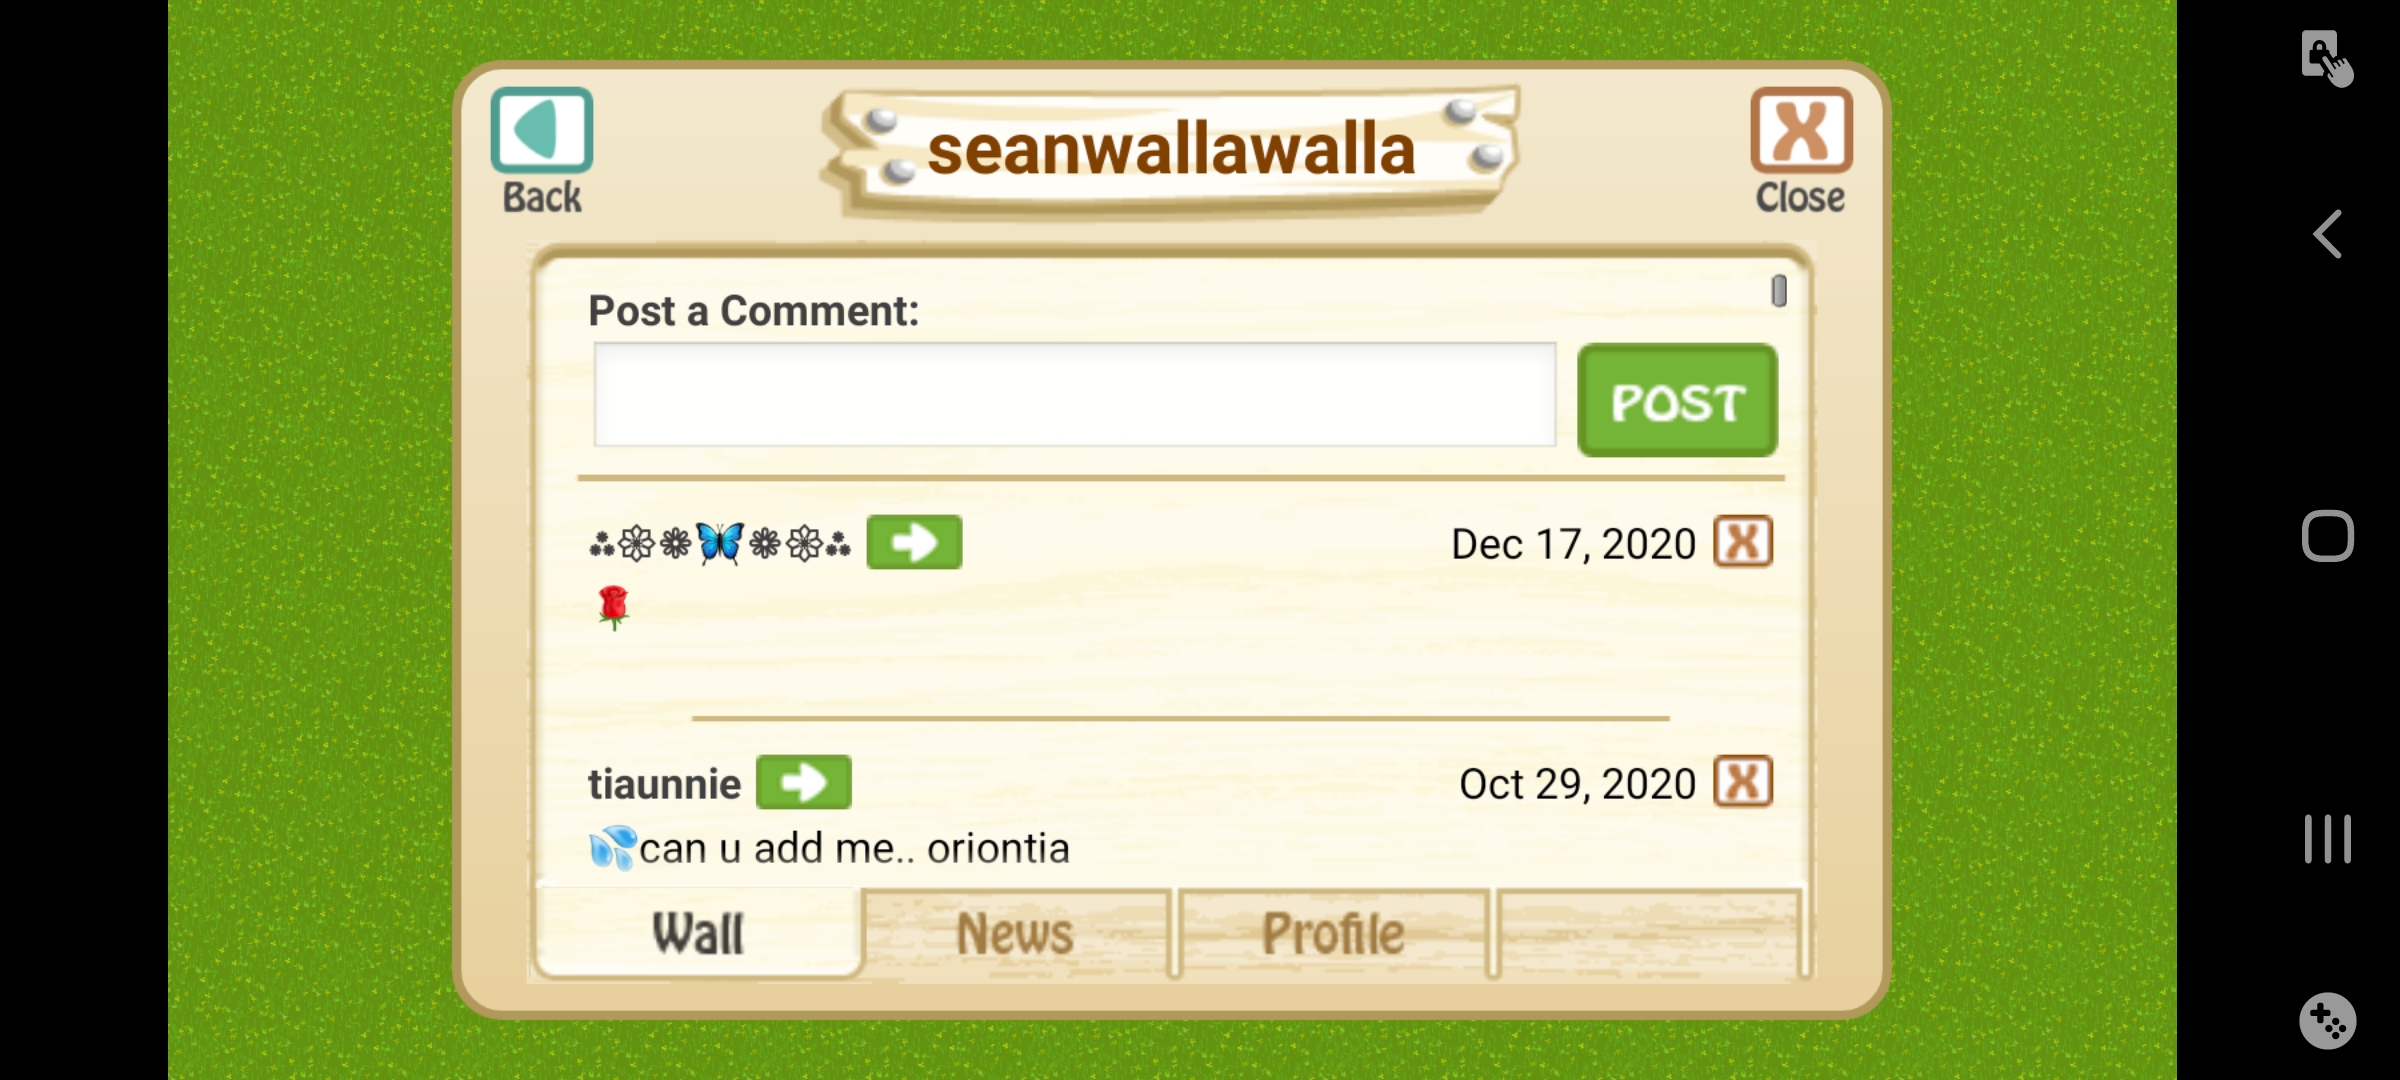 seanwallawalla
Back
Close
Post a Comment:
POST
⁂🏵❃🦋❃🏵⁂
Dec 17, 2020
🌹
tiaunnie
Oct 29, 2020
💦can u add me.. oriontia
Wall
News
Profile